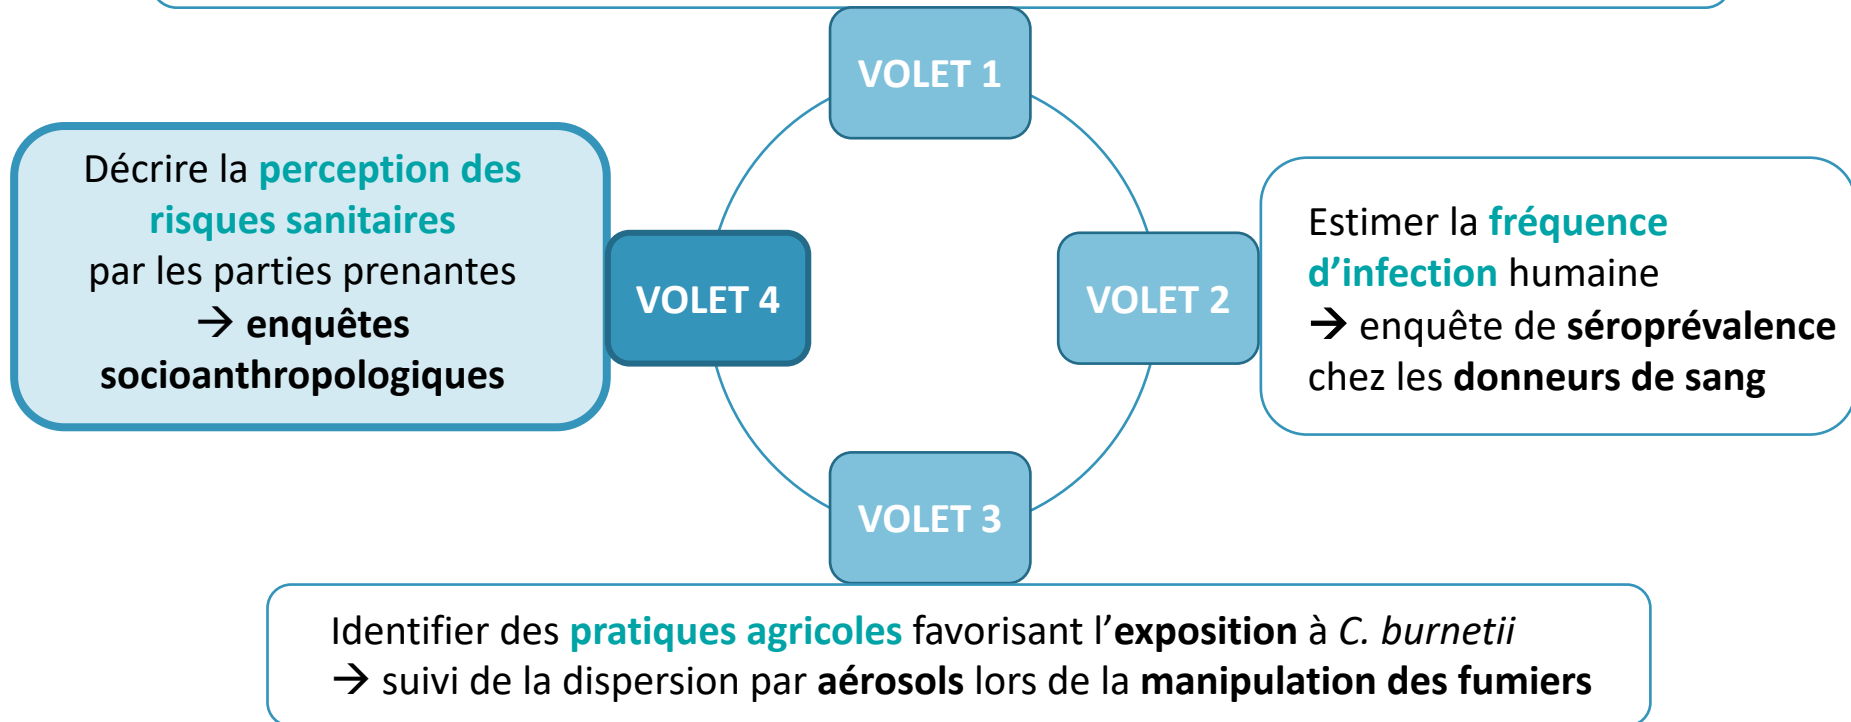 VOLET 1
Décrire la perception des
risques sanitaires
par les parties prenantes
→ enquêtes
socioanthropologiques
VOLET 4
VOLET 2
Estimer la fréquence
d’infection humaine
→ enquête de séroprévalence
chez les donneurs de sang
VOLET 3
Identifier des pratiques agricoles favorisant l’exposition à C. burnetii
→ suivi de la dispersion par aérosols lors de la manipulation des fumiers